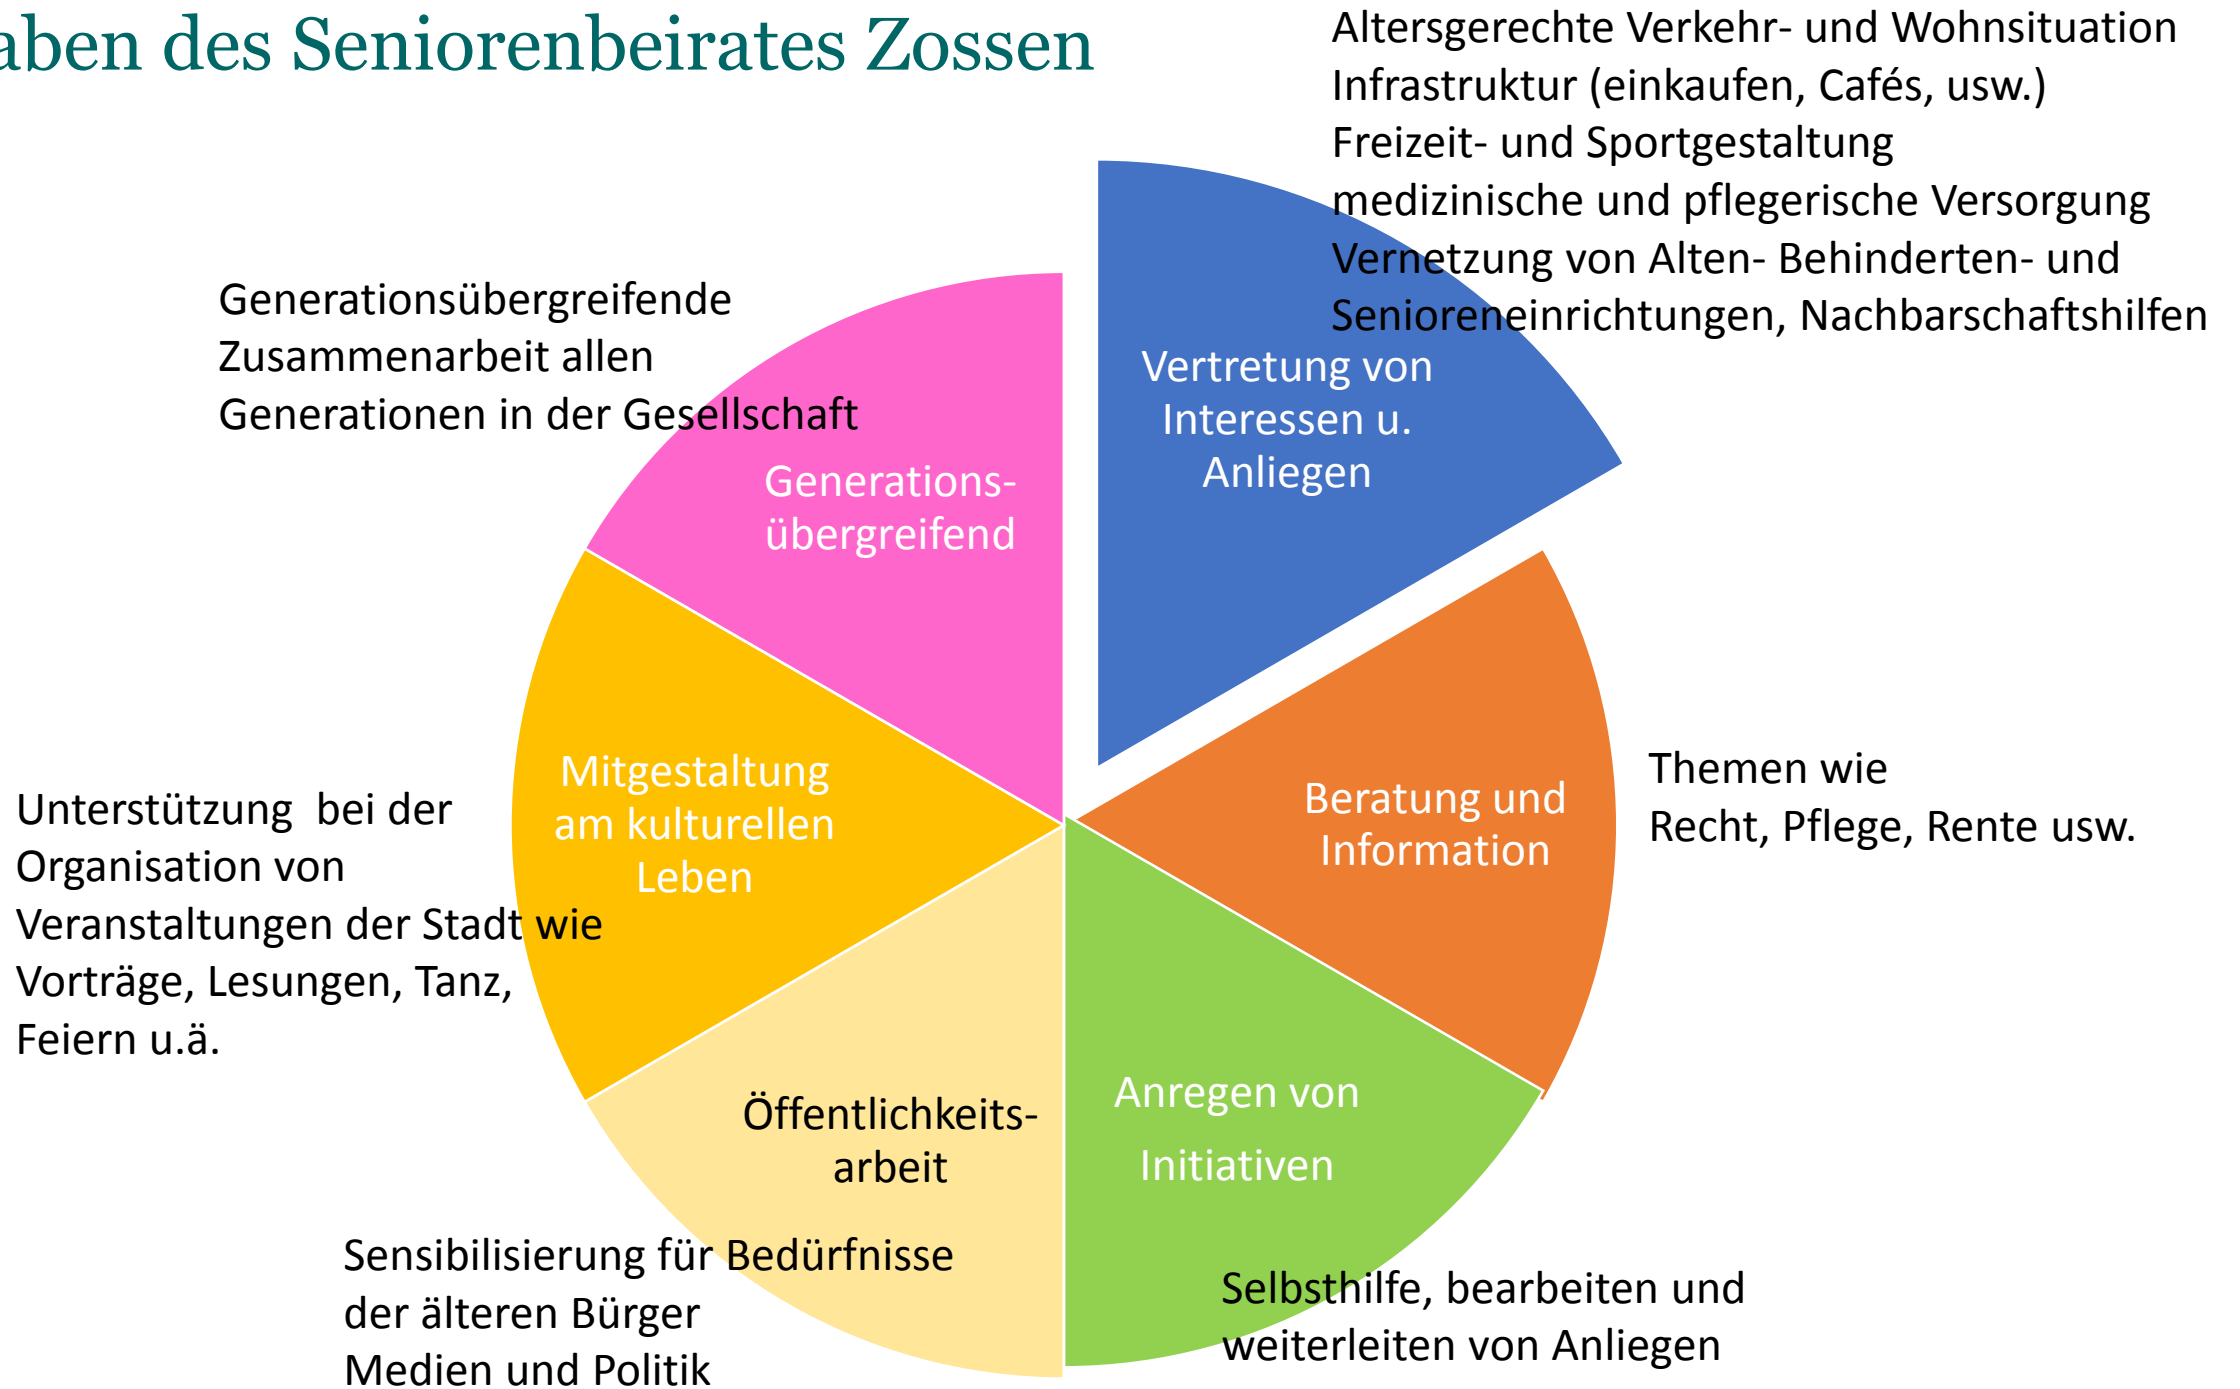 aben des Seniorenbeirates Zossen
Altersgerechte Verkehr- und Wohnsituation
Infrastruktur (einkaufen, Cafés, usw.)
Freizeit- und Sportgestaltung
medizinische und pflegerische Versorgung
Vernetzung von Alten- Behinderten- und
Senioreneinrichtungen, Nachbarschaftshilfen
Vertretung von
Interessen u.
Anliegen
Generationsübergreifende
Zusammenarbeit allen
Generationen in der Gesellschaft
Generations-
übergreifend
Themen wie
Recht, Pflege, Rente usw.
Beratung und
Information
Mitgestaltung
am kulturellen
Leben
Unterstützung  bei der
Organisation von
Veranstaltungen der Stadt wie
Vorträge, Lesungen, Tanz,
Feiern u.ä.
Öffentlichkeits-
arbeit
Anregen von
Initiativen
Sensibilisierung für Bedürfnisse
der älteren Bürger
Medien und Politik
Selbsthilfe, bearbeiten und
weiterleiten von Anliegen